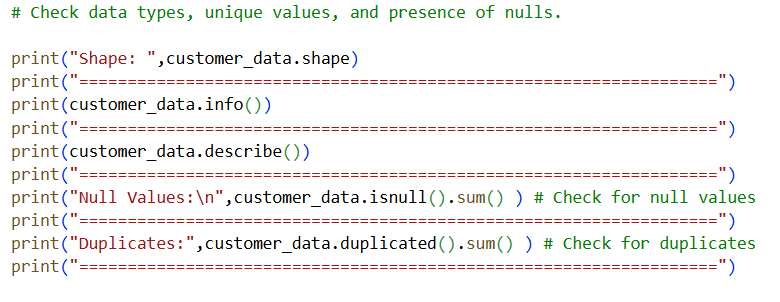 # Check data types, unique values, and presence of nulls.
print("Shape: ",customer_data.shape)
print("==================================================================")
print(customer_data.info())
print("==================================================================")
print(customer_data.describe())
print("==================================================================")
print("Null Values:\n",customer_data.isnull().sum() ) # Check for null values
print("==================================================================")
print("Duplicates:",customer_data.duplicated().sum() ) # Check for duplicates
print("==================================================================")